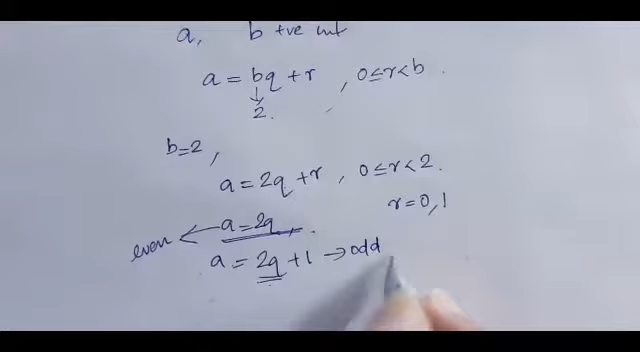 a, b +ve int
a = bq + r , 0 ≤ r < b .
↓
2.
b=2 ,
a = 2q + r , 0 ≤ r < 2 .
r = 0, 1
even ← a = 2q .
a = 2q + 1 → odd